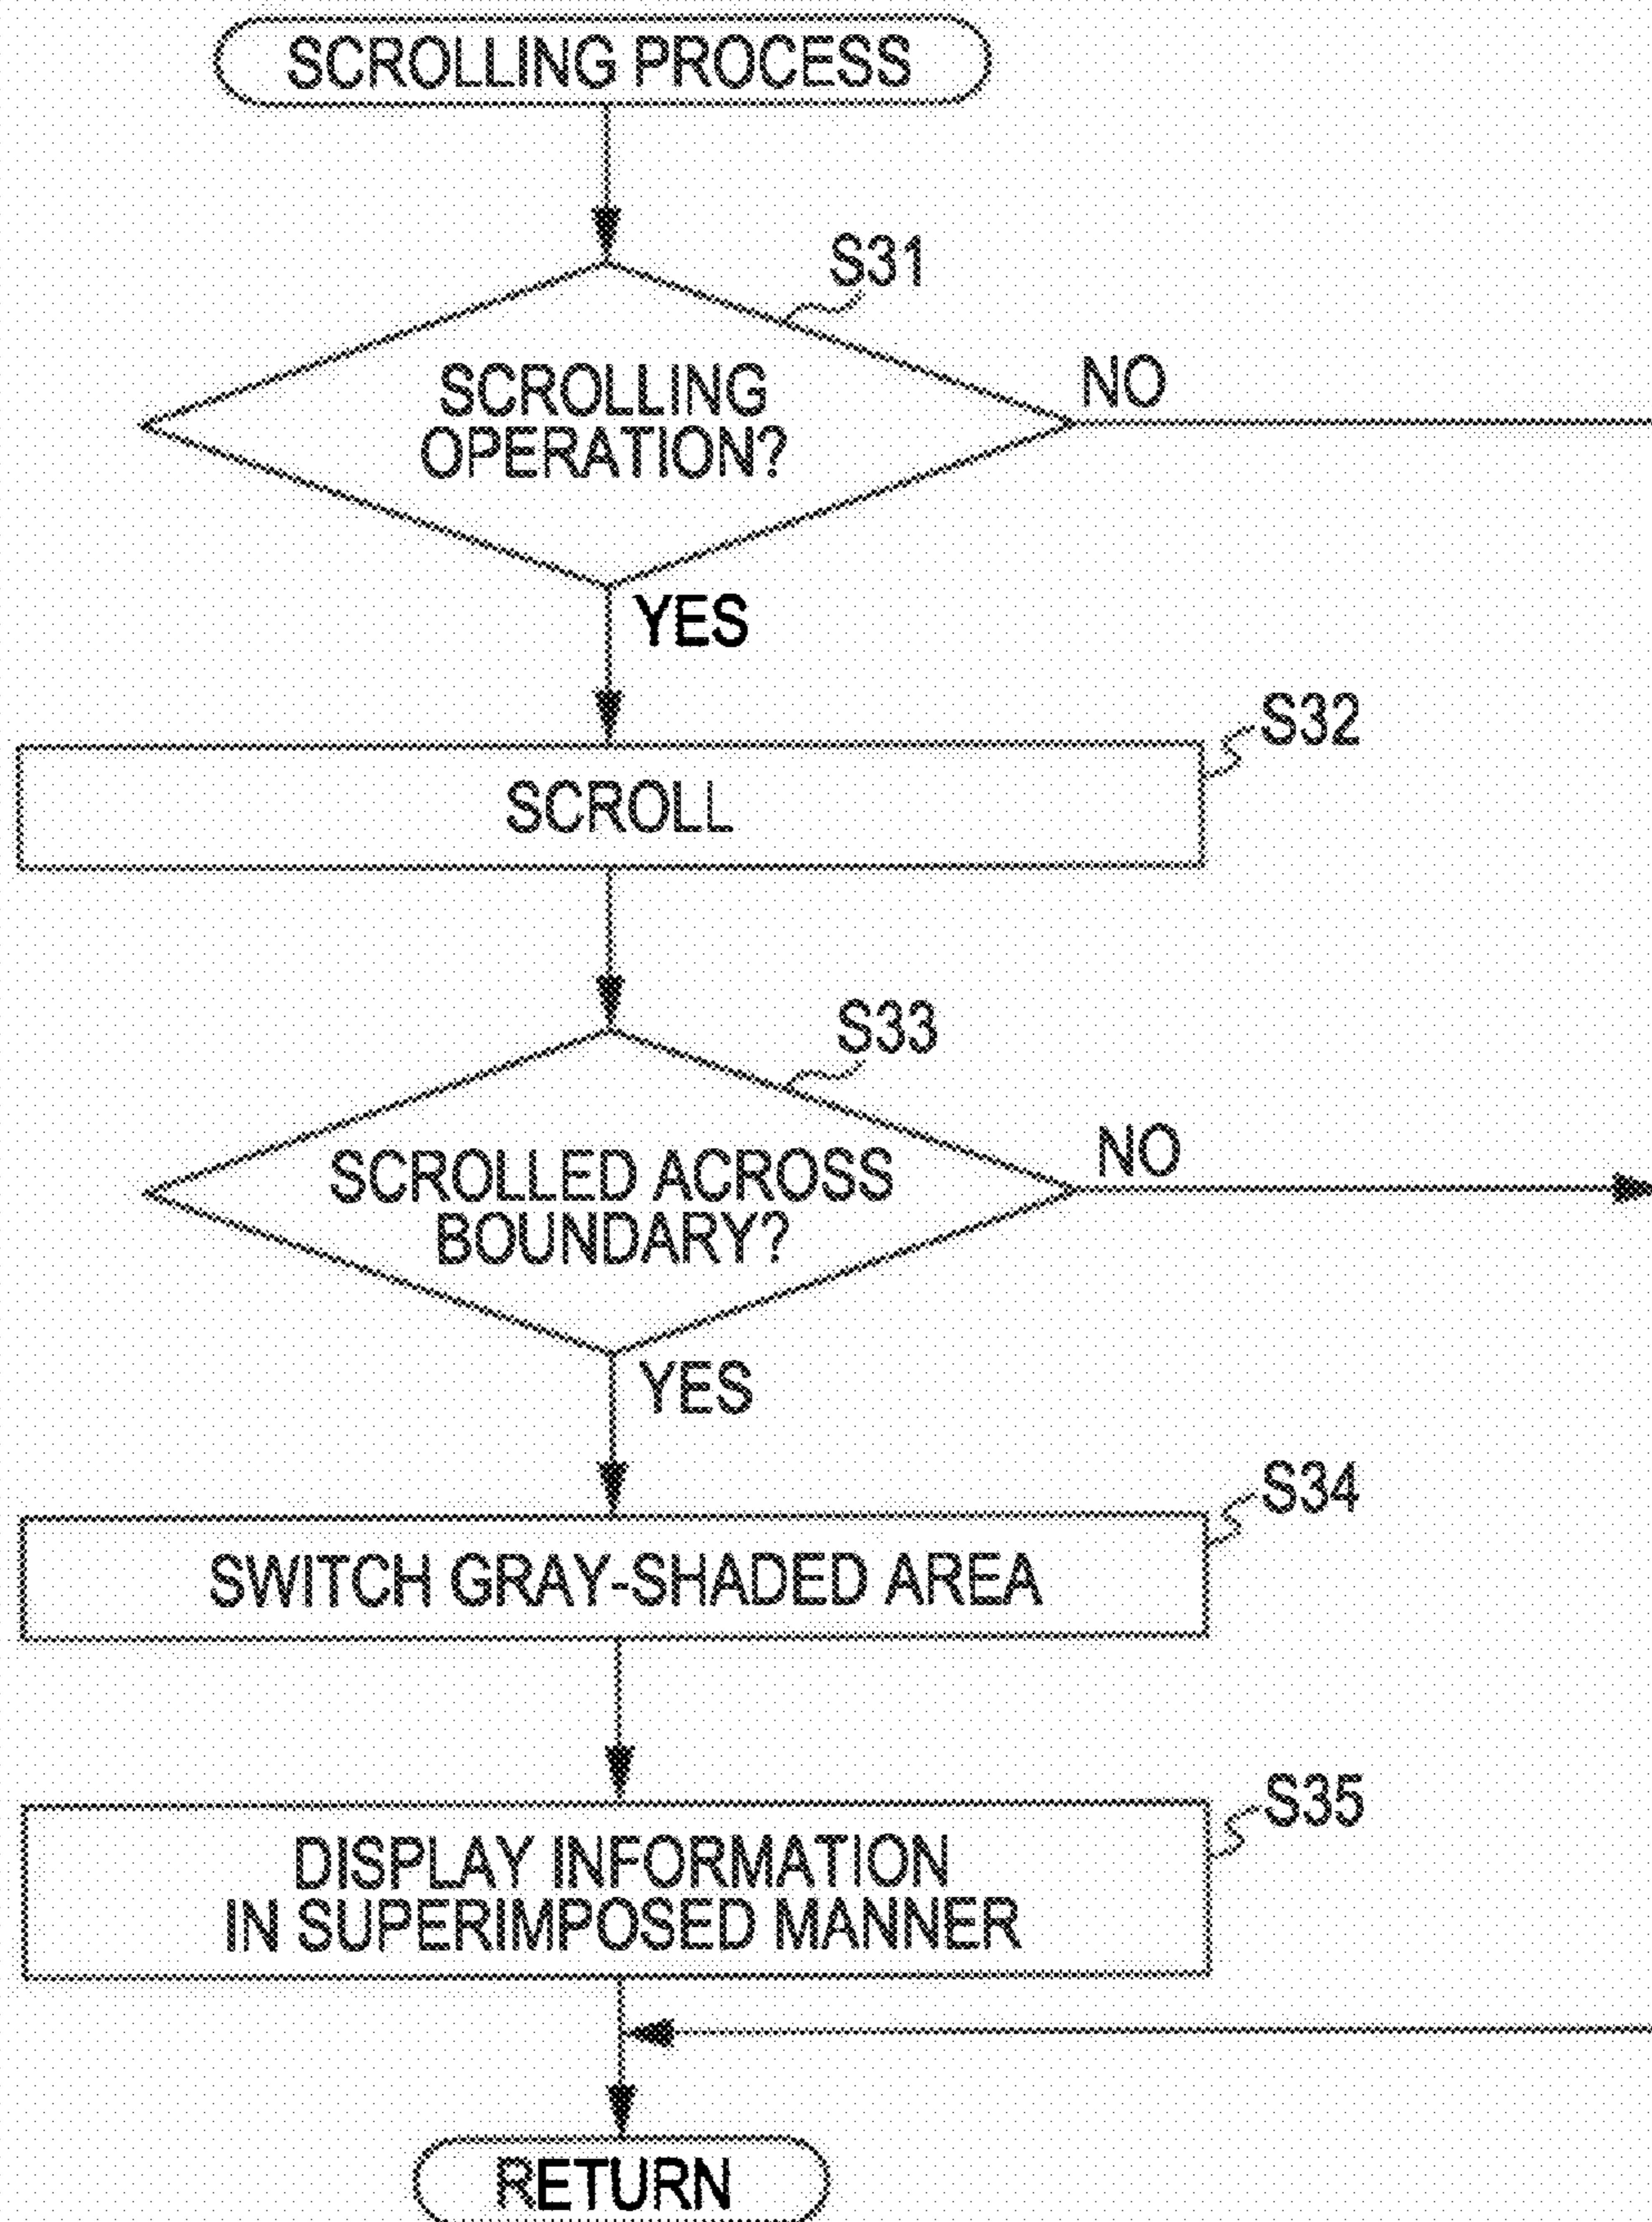 SCROLLING PROCESS
S31
SCROLLING
OPERATION?
NO
YES
S32
SCROLL
S33
SCROLLED ACROSS
BOUNDARY?
NO
YES
S34
SWITCH GRAY-SHADED AREA
S35
DISPLAY INFORMATION
IN SUPERIMPOSED MANNER
RETURN